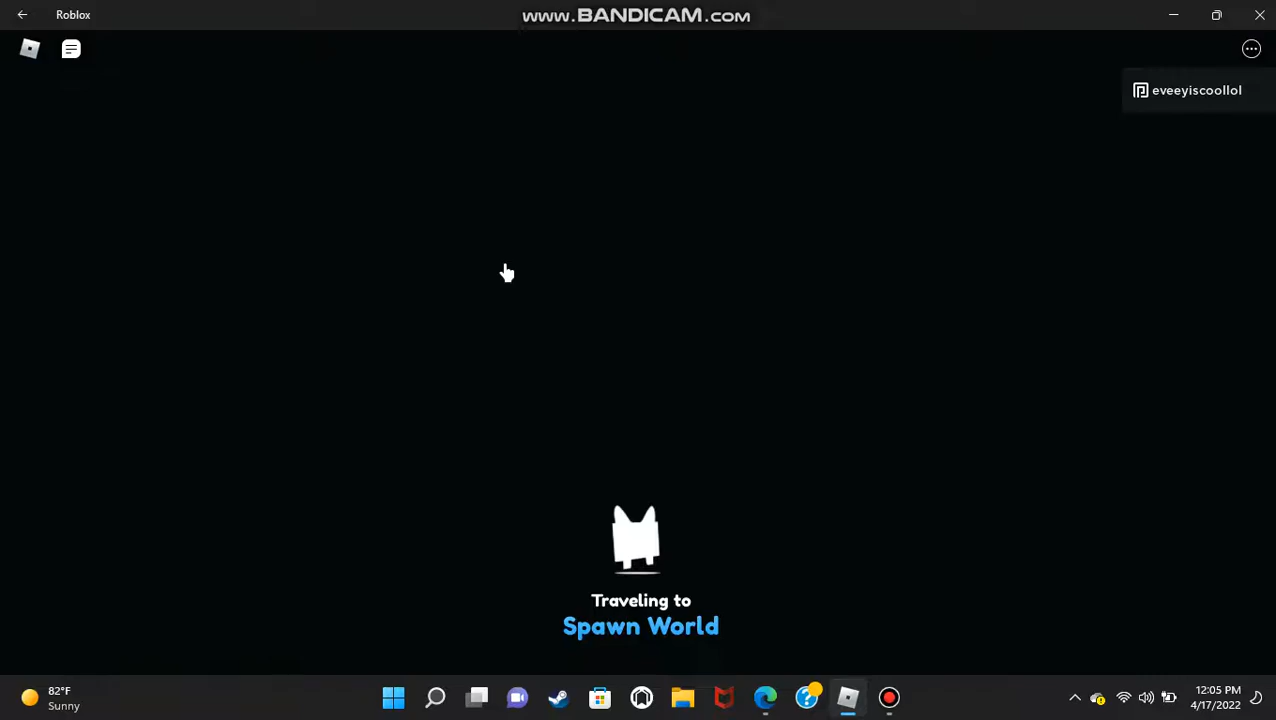 Roblox
www.BANDICAM.com
eveeyiscoollol
Traveling to
Spawn World
82°F
Sunny
12:05 PM
4/17/2022